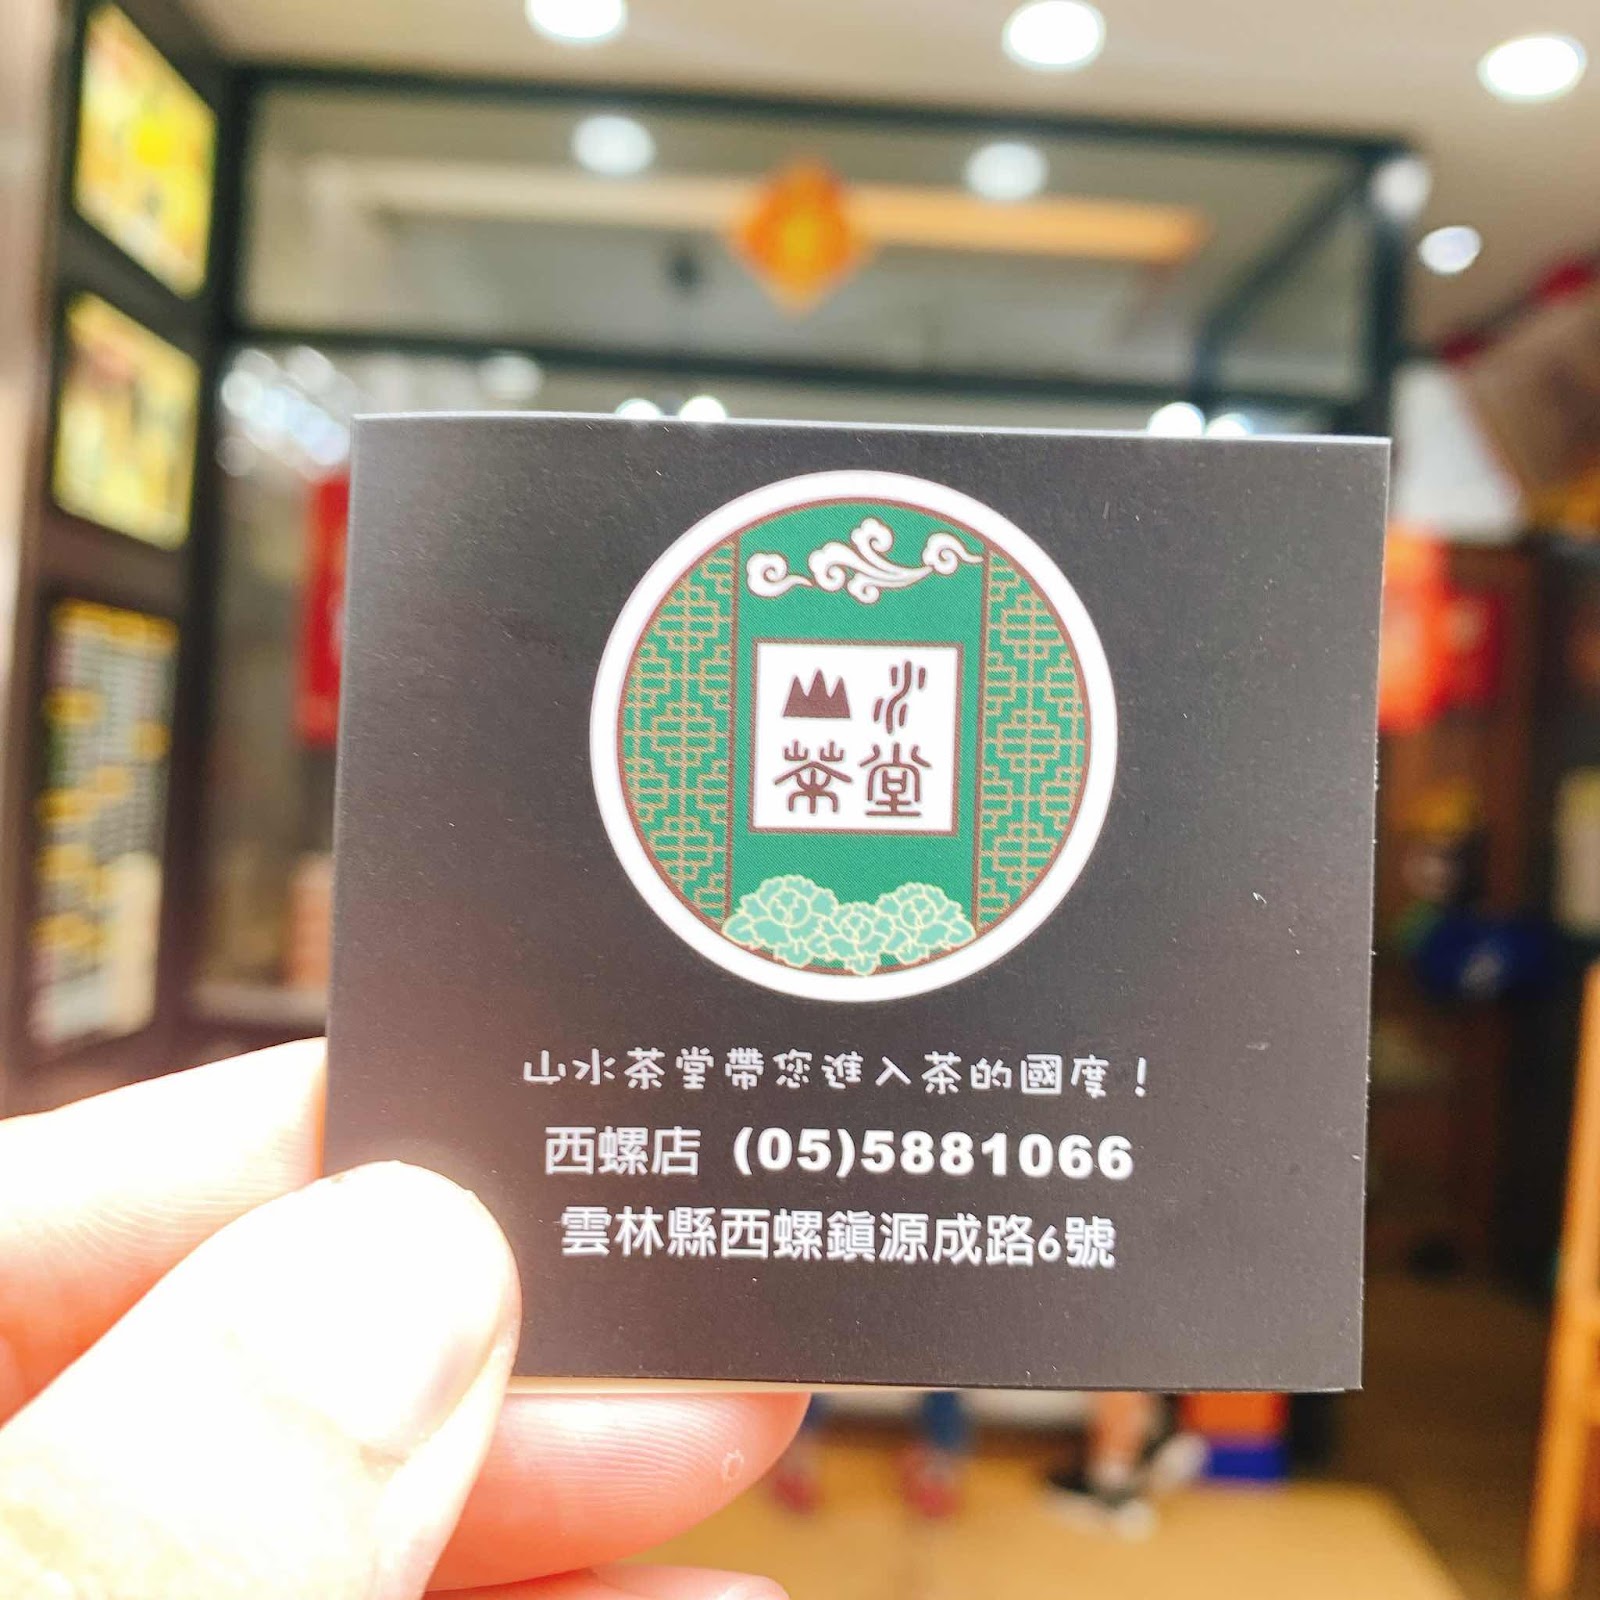 山水
茶堂
山水茶堂帶您進入茶的國度！
西螺店 (05)5881066
雲林縣西螺鎮源成路6號